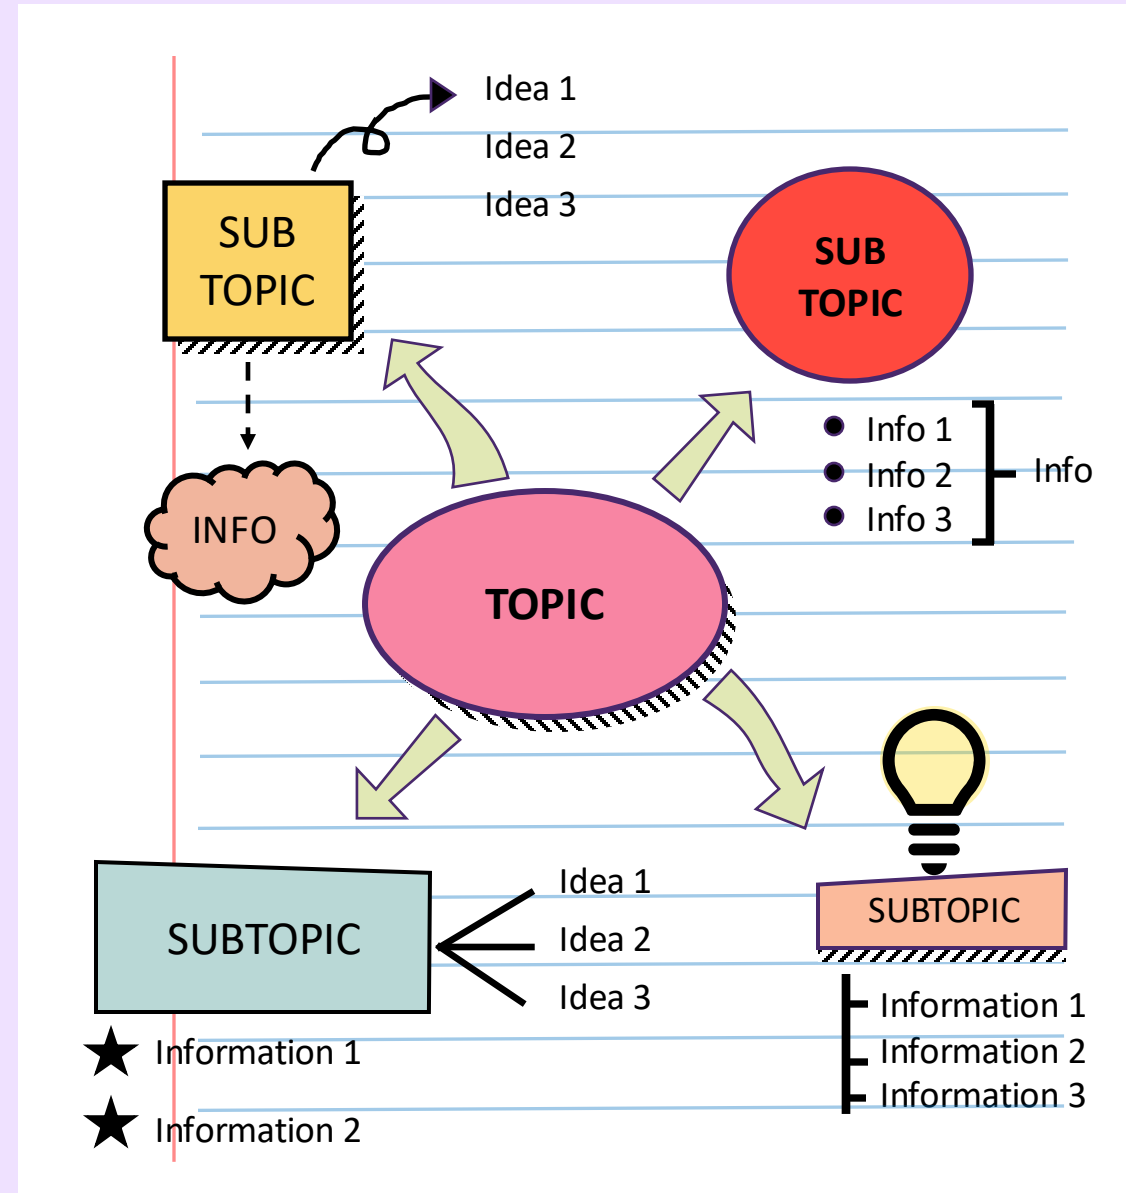 Idea 1
Idea 2
Idea 3
SUB
TOPIC
INFO
SUB
TOPIC
Info 1
Info 2
Info 3
Info
TOPIC
SUBTOPIC
Idea 1
Idea 2
Idea 3
Information 1
Information 2
SUBTOPIC
Information 1
Information 2
Information 3